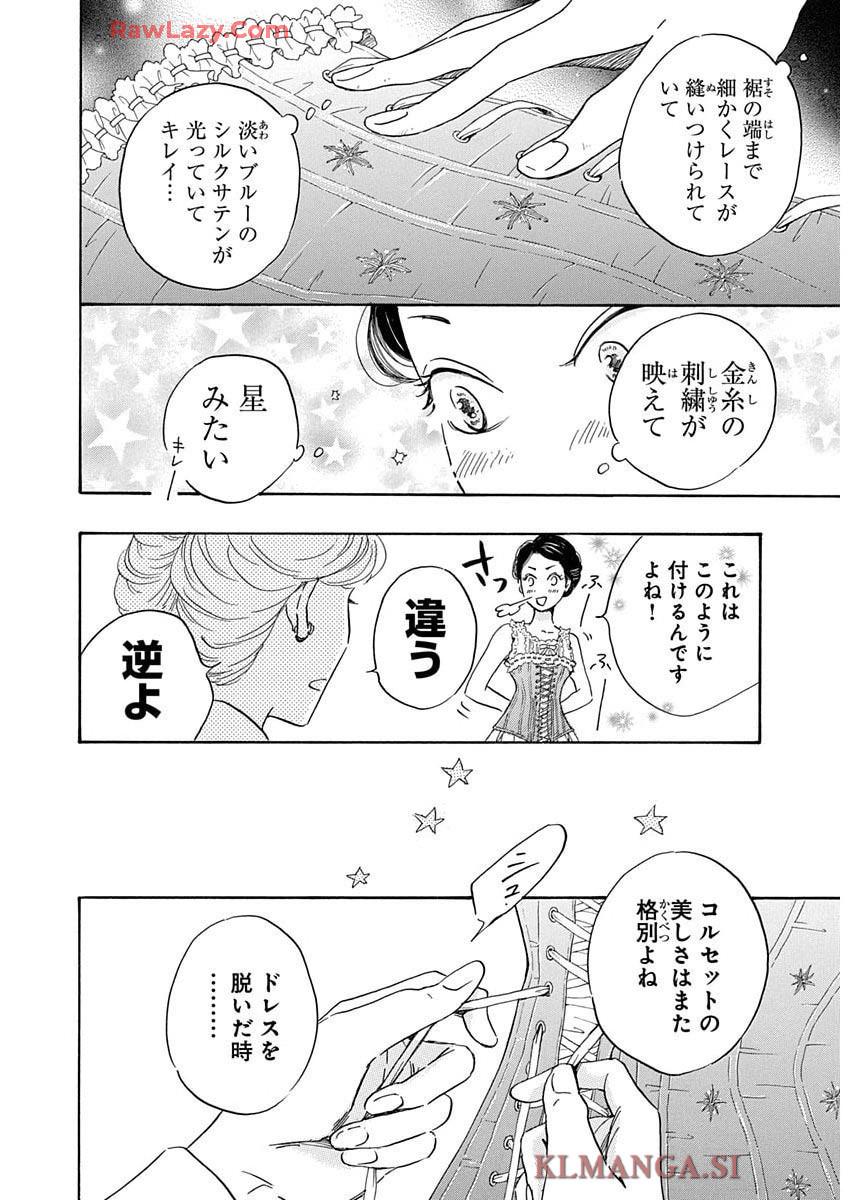 RawLazy.Com
裾の端まで
細かくレースが
縫いつけられて
いて
淡いブルーの
シルクサテンが
光っていて
キレイ…
金糸の
刺繍が
映えて
星
みたい
キレ
これは
このように
付けるんです
よね!
ふふ
さっ
違う
逆よ
コルセットの
美しさはまた
格別よね
ドレスを
脱いだ時
………
KLMANGA.SI